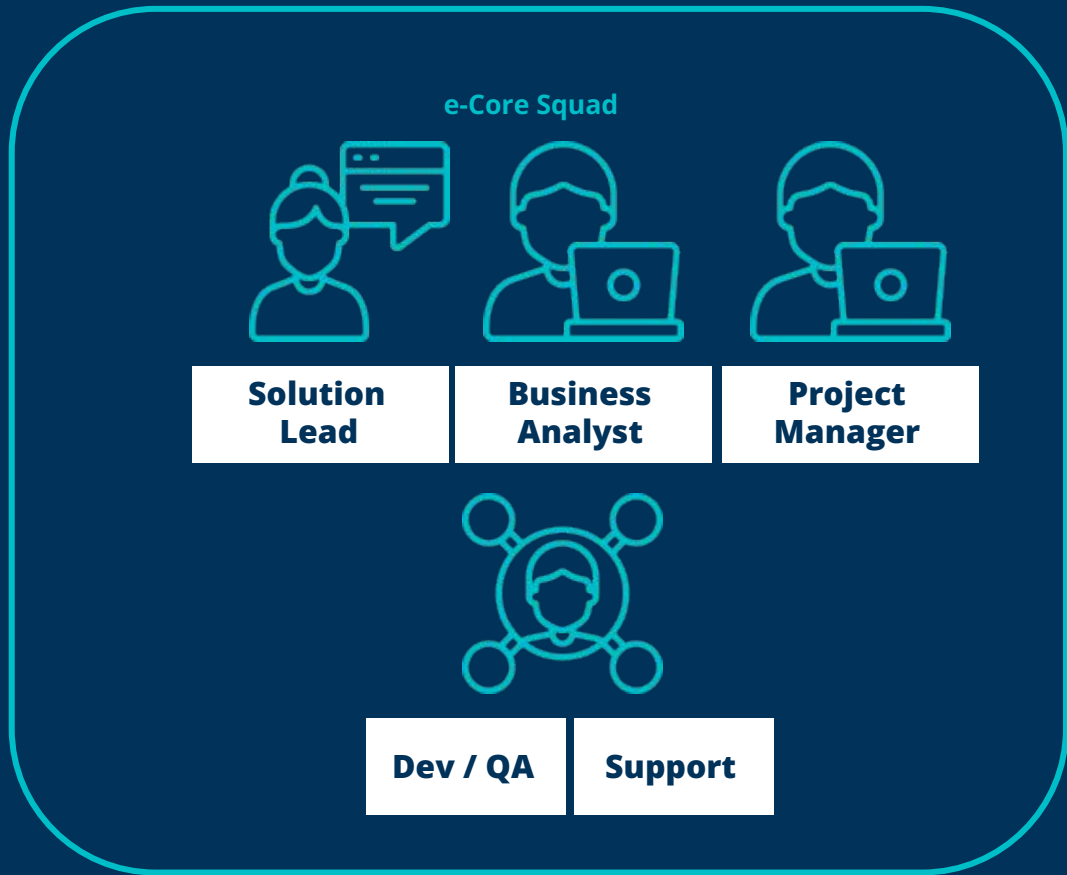 e-Core Squad
Solution
Lead
Business
Analyst
Project
Manager
Dev / QA
Support